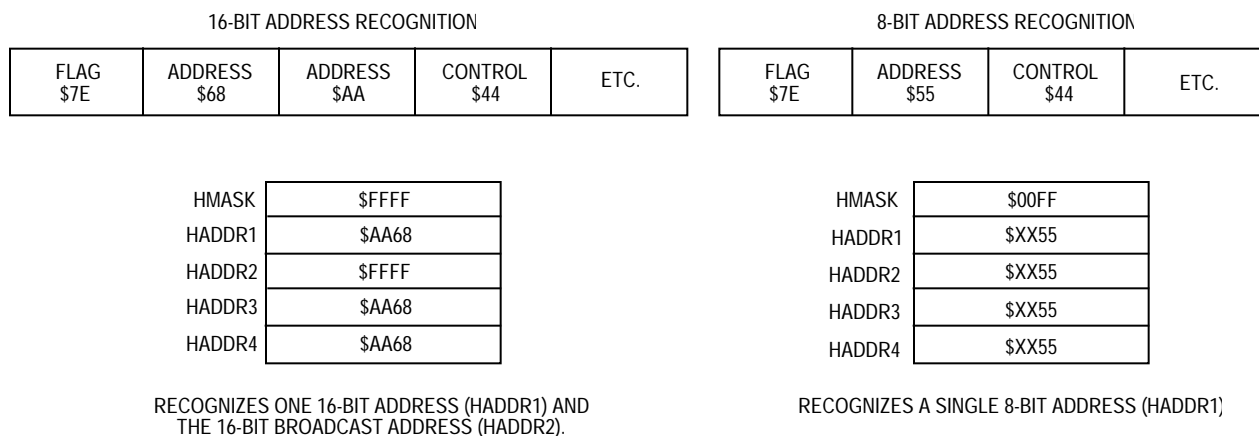 16-BIT ADDRESS RECOGNITION
FLAG $7E
ADDRESS $68
ADDRESS $AA
CONTROL $44
ETC.
HMASK $FFFF
HADDR1 $AA68
HADDR2 $FFFF
HADDR3 $AA68
HADDR4 $AA68
RECOGNIZES ONE 16-BIT ADDRESS (HADDR1) AND
THE 16-BIT BROADCAST ADDRESS (HADDR2).
8-BIT ADDRESS RECOGNITION
FLAG $7E
ADDRESS $55
CONTROL $44
ETC.
HMASK $00FF
HADDR1 $XX55
HADDR2 $XX55
HADDR3 $XX55
HADDR4 $XX55
RECOGNIZES A SINGLE 8-BIT ADDRESS (HADDR1)